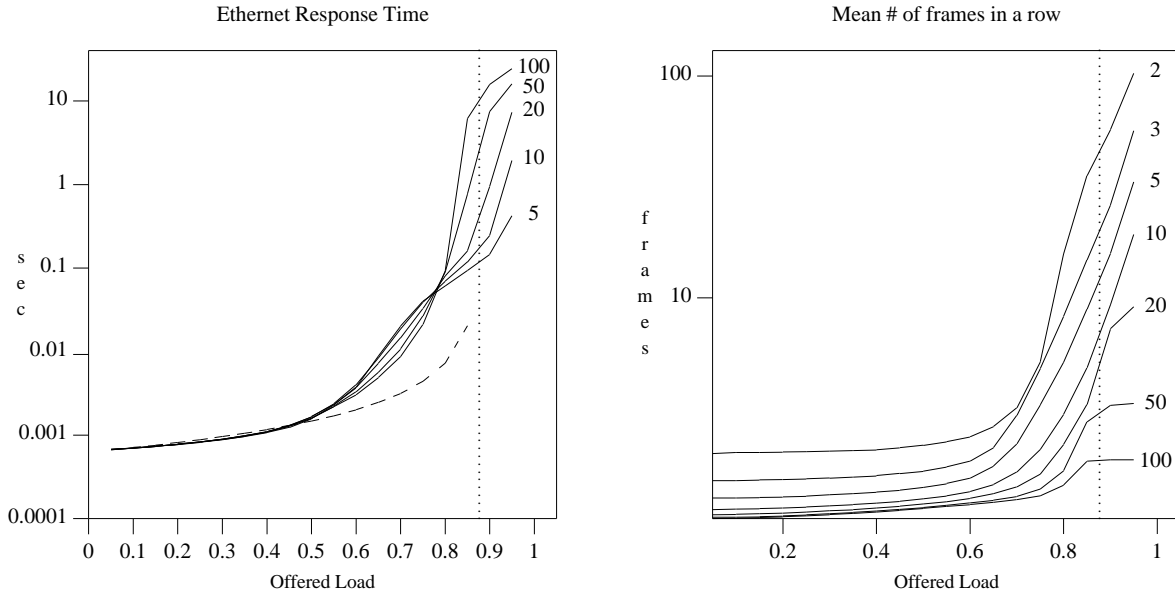 Ethernet Response Time
10
1
0.1
0.01
0.001
0.0001
sec
100
50
20
10
5
0 0.1 0.2 0.3 0.4 0.5 0.6 0.7 0.8 0.9 1
Offered Load
Mean # of frames in a row
100
10
frames
2
3
5
10
20
50
100
0.2 0.4 0.6 0.8 1
Offered Load